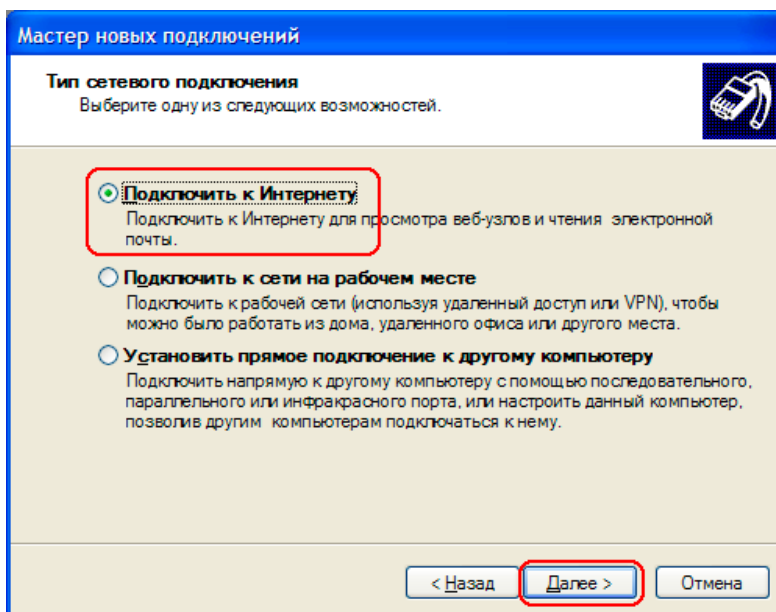 Мастер новых подключений
Тип сетевого подключения
Выберите одну из следующих возможностей.
Подключить к Интернету
Подключить к Интернету для просмотра веб-узлов и чтения электронной
почты.
Подключить к сети на рабочем месте
Подключить к рабочей сети (используя удаленный доступ или VPN), чтобы
можно было работать из дома, удаленного офиса или другого места.
Установить прямое подключение к другому компьютеру
Подключить напрямую к другому компьютеру с помощью последовательного,
параллельного или инфракрасного порта, или настроить данный компьютер,
позволив другим компьютерам подключаться к нему.
< Назад Далее > Отмена